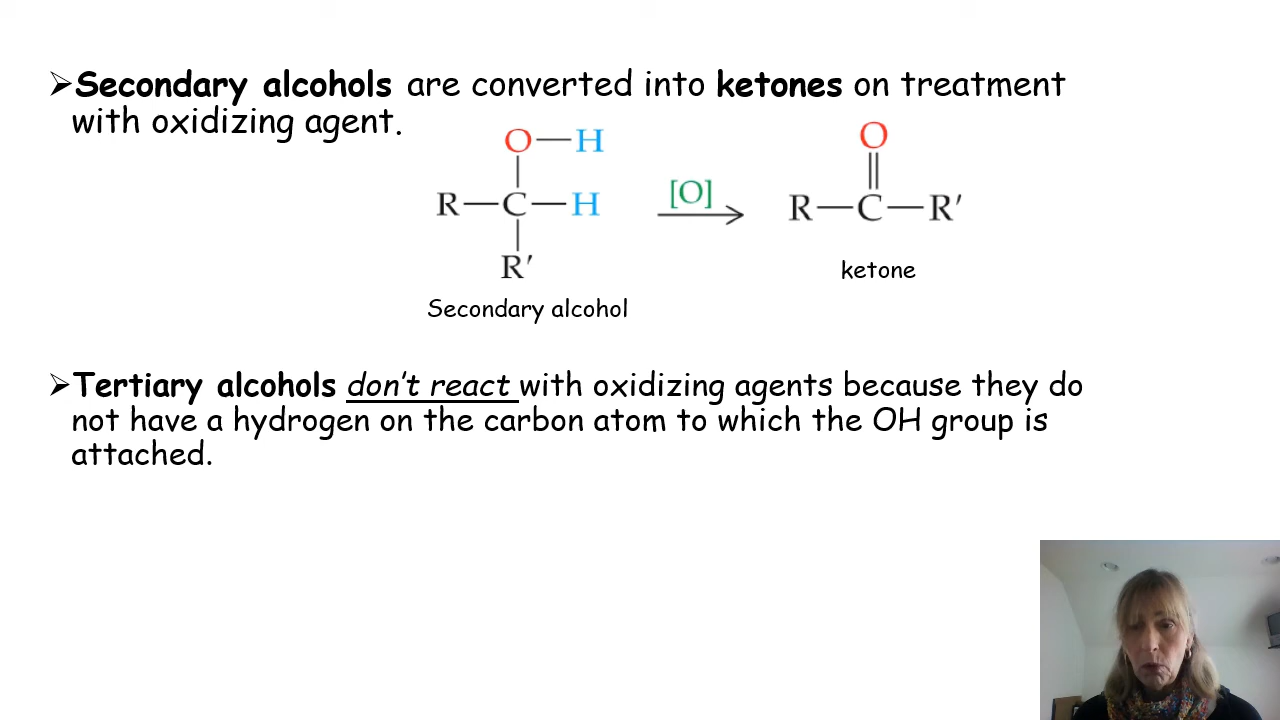 ➢Secondary alcohols are converted into ketones on treatment
with oxidizing agent.
O—H
R—C—H
R′
Secondary alcohol
[O]
O
R—C—R′
ketone
➢Tertiary alcohols don't react with oxidizing agents because they do
not have a hydrogen on the carbon atom to which the OH group is
attached.